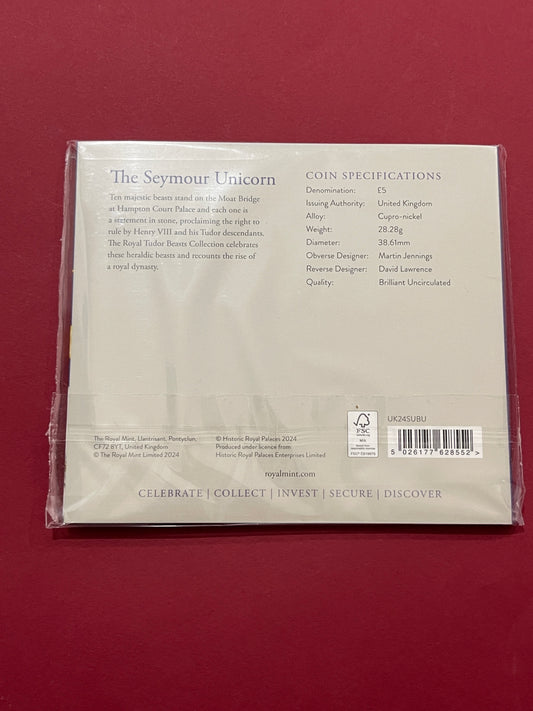 The Seymour Unicorn
Ten majestic beasts stand on the Moat Bridge
at Hampton Court Palace and each one is
a statement in stone, proclaiming the right to
rule by Henry VIII and his Tudor descendants.
The Royal Tudor Beasts Collection celebrates
these heraldic beasts and recounts the rise of
a royal dynasty.
COIN SPECIFICATIONS
Denomination: £5
Issuing Authority: United Kingdom
Alloy: Cupro-nickel
Weight: 28.28g
Diameter: 38.61mm
Obverse Designer: Martin Jennings
Reverse Designer: David Lawrence
Quality: Brilliant Uncirculated
The Royal Mint, Llantrisant, Pontyclun,
CF72 8YT, United Kingdom
© The Royal Mint Limited 2024
© Historic Royal Palaces 2024
Produced under licence from
Historic Royal Palaces Enterprises Limited
FSC
MIX
UK24SUBU
5 026177 628552 >
royalmint.com
CELEBRATE | COLLECT | INVEST | SECURE | DISCOVER